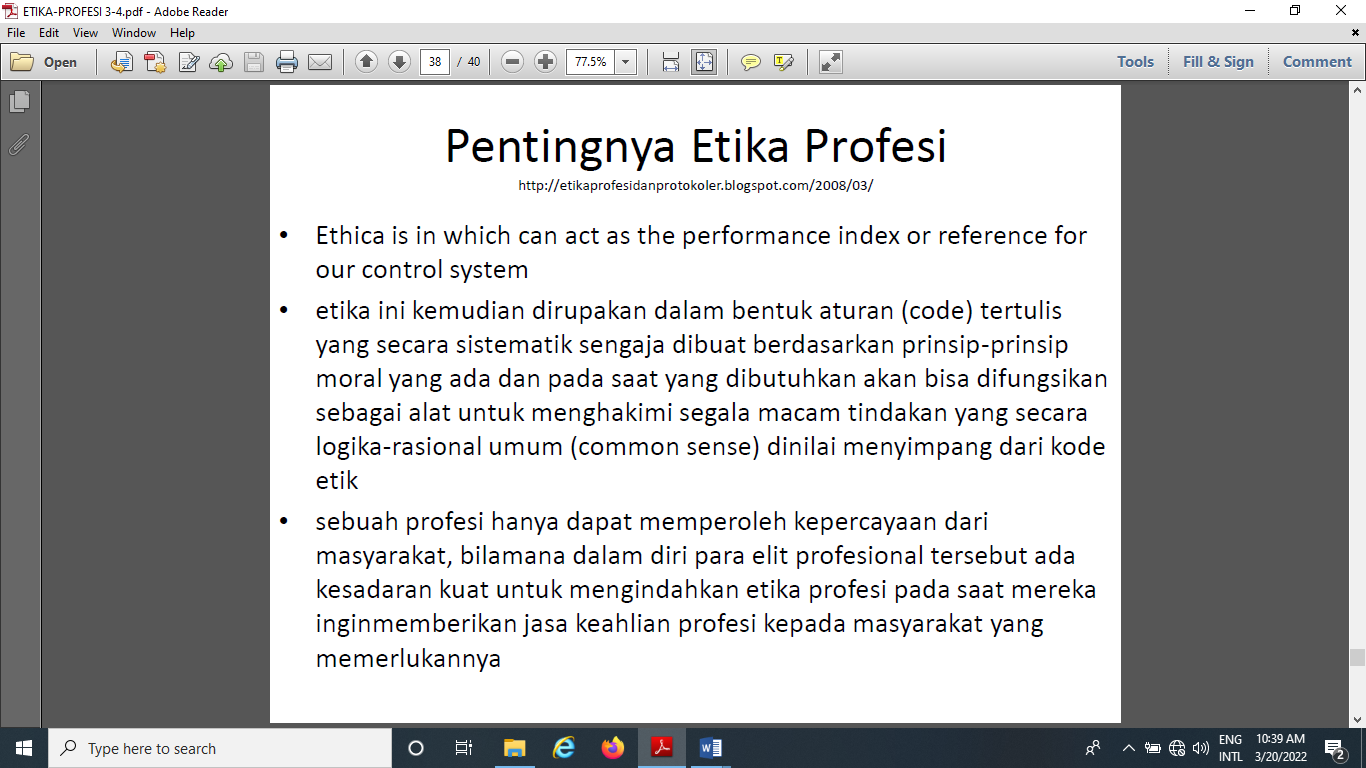 ETIKA-PROFESI 3-4.pdf - Adobe Reader
File Edit View Window Help
Open 38 / 40 77.5% Tools Fill & Sign Comment
Pentingnya Etika Profesi
http://etikaprofesidanprotokoler.blogspot.com/2008/03/
• Ethica is in which can act as the performance index or reference for
our control system
• etika ini kemudian dirupakan dalam bentuk aturan (code) tertulis
yang secara sistematik sengaja dibuat berdasarkan prinsip-prinsip
moral yang ada dan pada saat yang dibutuhkan akan bisa difungsikan
sebagai alat untuk menghakimi segala macam tindakan yang secara
logika-rasional umum (common sense) dinilai menyimpang dari kode
etik
• sebuah profesi hanya dapat memperoleh kepercayaan dari
masyarakat, bilamana dalam diri para elit profesional tersebut ada
kesadaran kuat untuk mengindahkan etika profesi pada saat mereka
inginmemberikan jasa keahlian profesi kepada masyarakat yang
memerlukannya
Type here to search
ENG 10:39 AM
INTL 3/20/2022 2